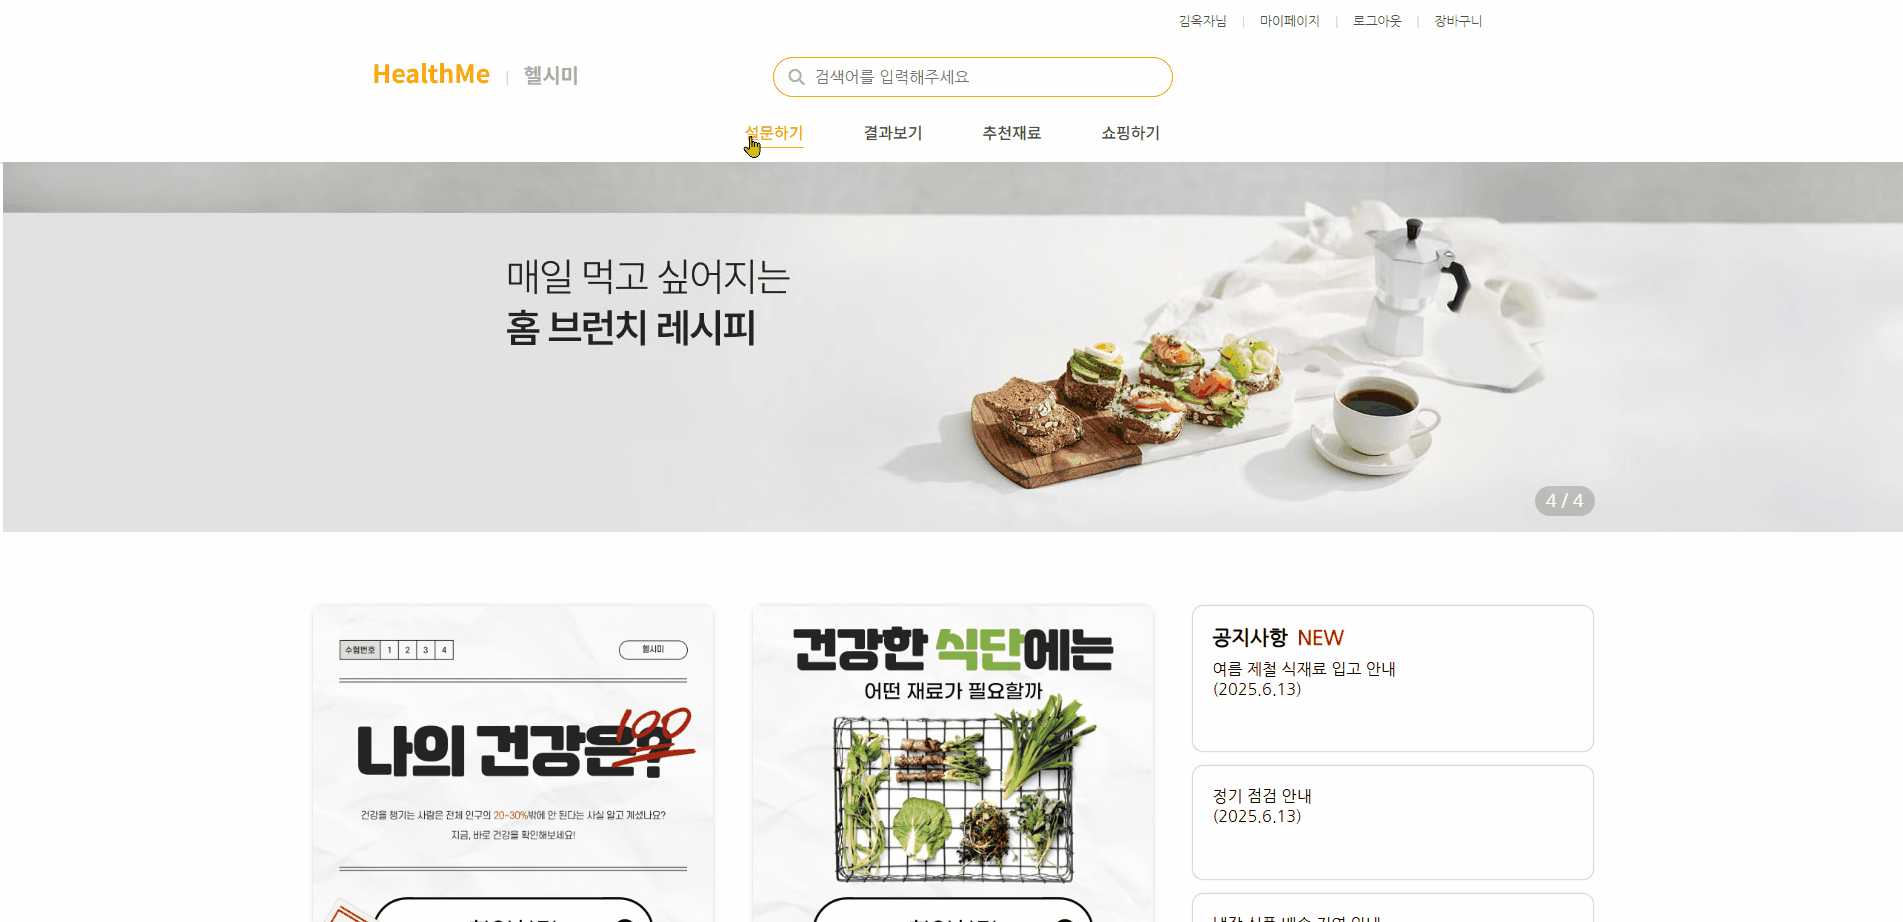 김옥자님 | 마이페이지 | 로그아웃 | 장바구니
HealthMe | 헬시미
검색어를 입력해주세요
설문하기 결과보기 추천재료 쇼핑하기
매일 먹고 싶어지는
홈 브런치 레시피
4 / 4
수험번호 1 2 3 4
헬시미
나의 건강은?
100
건강을 챙기는 사람은 전체 인구의 20~30%밖에 안 된다는 사실 알고 계셨나요?
지금, 바로 건강을 확인해보세요!
건강한 식단에는
어떤 재료가 필요할까
공지사항 NEW
여름 제철 식재료 입고 안내
(2025.6.13)
정기 점검 안내
(2025.6.13)